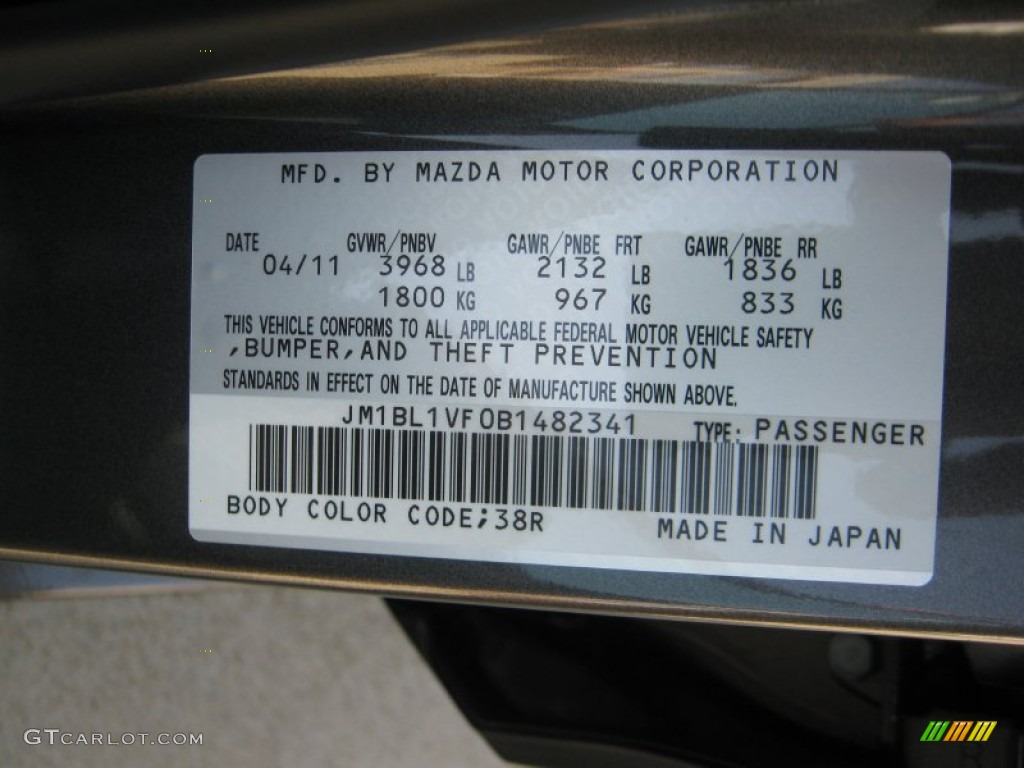 MFD. BY MAZDA MOTOR CORPORATION
DATE GVWR/PNBV GAWR/PNBE FRT GAWR/PNBE RR
04/11 3968 LB 2132 LB 1836 LB
1800 KG 967 KG 833 KG
THIS VEHICLE CONFORMS TO ALL APPLICABLE FEDERAL MOTOR VEHICLE SAFETY
,BUMPER,AND THEFT PREVENTION
STANDARDS IN EFFECT ON THE DATE OF MANUFACTURE SHOWN ABOVE.
JM1BL1VF0B1482341 TYPE: PASSENGER
BODY COLOR CODE;38R MADE IN JAPAN
GTCARLOT.COM